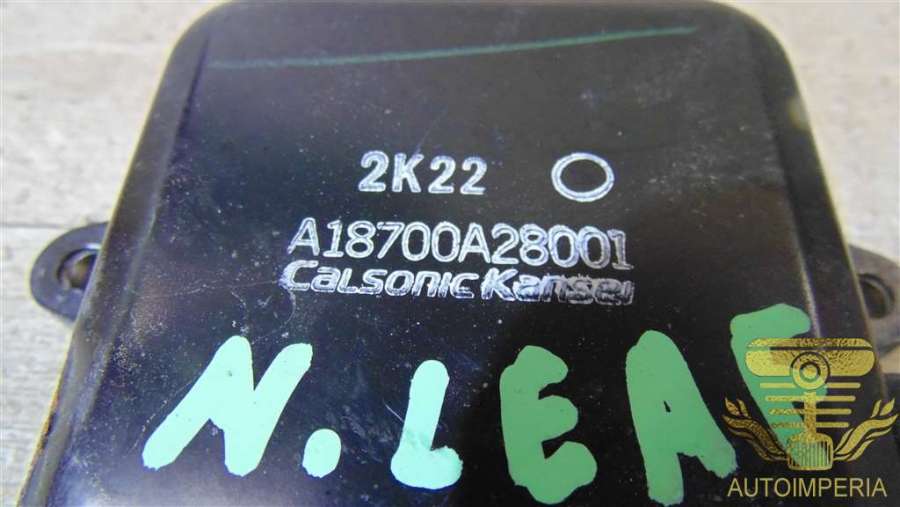 2K22
A18700A28001
Calsonic Kansei
N.LEAF
AUTOIMPERIA